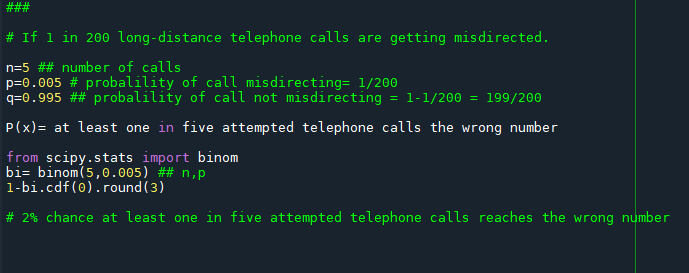 ###
# If 1 in 200 long-distance telephone calls are getting misdirected.
n=5 ## number of calls
p=0.005 # probalility of call misdirecting= 1/200
q=0.995 ## probalility of call not misdirecting = 1-1/200 = 199/200
P(x)= at least one in five attempted telephone calls the wrong number
from scipy.stats import binom
bi= binom(5,0.005) ## n,p
1-bi.cdf(0).round(3)
# 2% chance at least one in five attempted telephone calls reaches the wrong number